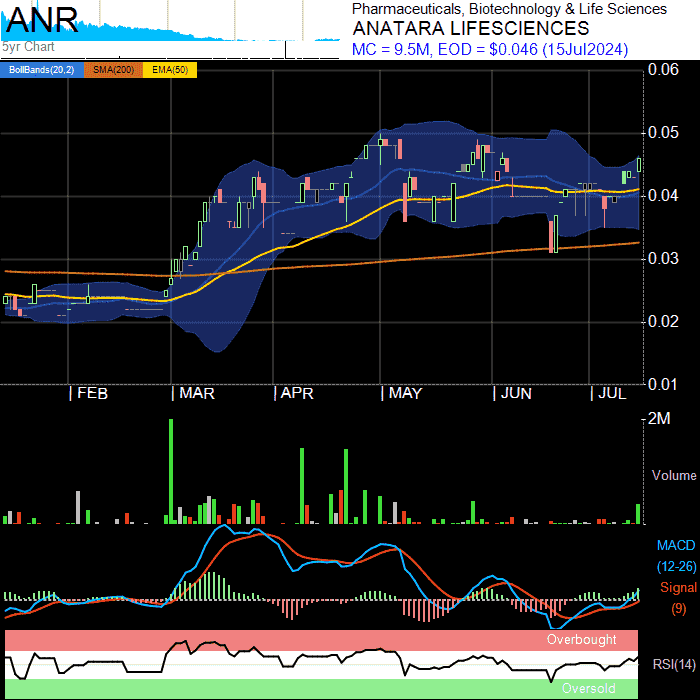 ANR
5yr Chart
Pharmaceuticals, Biotechnology & Life Sciences
ANATARA LIFESCIENCES
MC = 9.5M, EOD = $0.046 (15Jul2024)
BollBands(20,2) SMA(200) EMA(50)
0.06
0.05
0.04
0.03
0.02
0.01
FEB MAR APR MAY JUN JUL
2M
Volume
MACD
(12-26)
Signal
(9)
Overbought
RSI(14)
Oversold